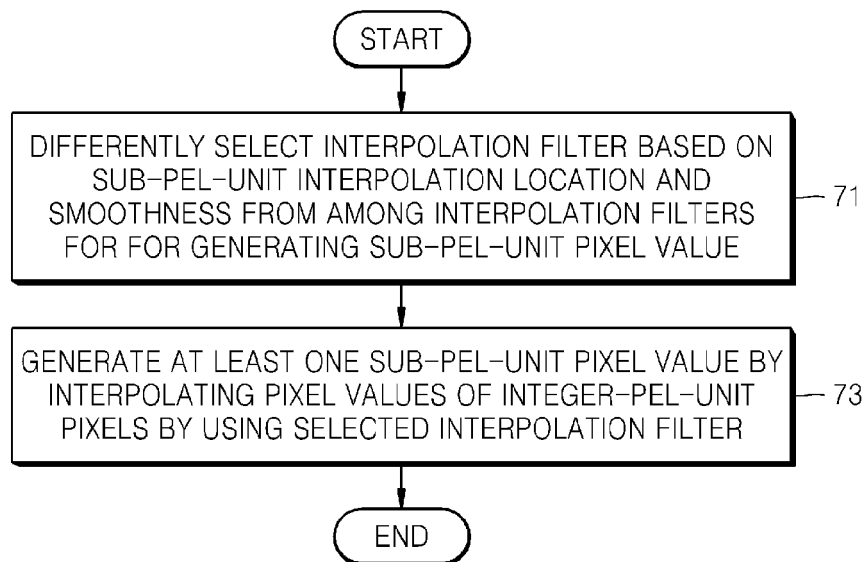 START
DIFFERENTLY SELECT INTERPOLATION FILTER BASED ON
SUB-PEL-UNIT INTERPOLATION LOCATION AND
SMOOTHNESS FROM AMONG INTERPOLATION FILTERS
FOR FOR GENERATING SUB-PEL-UNIT PIXEL VALUE
71
GENERATE AT LEAST ONE SUB-PEL-UNIT PIXEL VALUE BY
INTERPOLATING PIXEL VALUES OF INTEGER-PEL-UNIT
PIXELS BY USING SELECTED INTERPOLATION FILTER
73
END